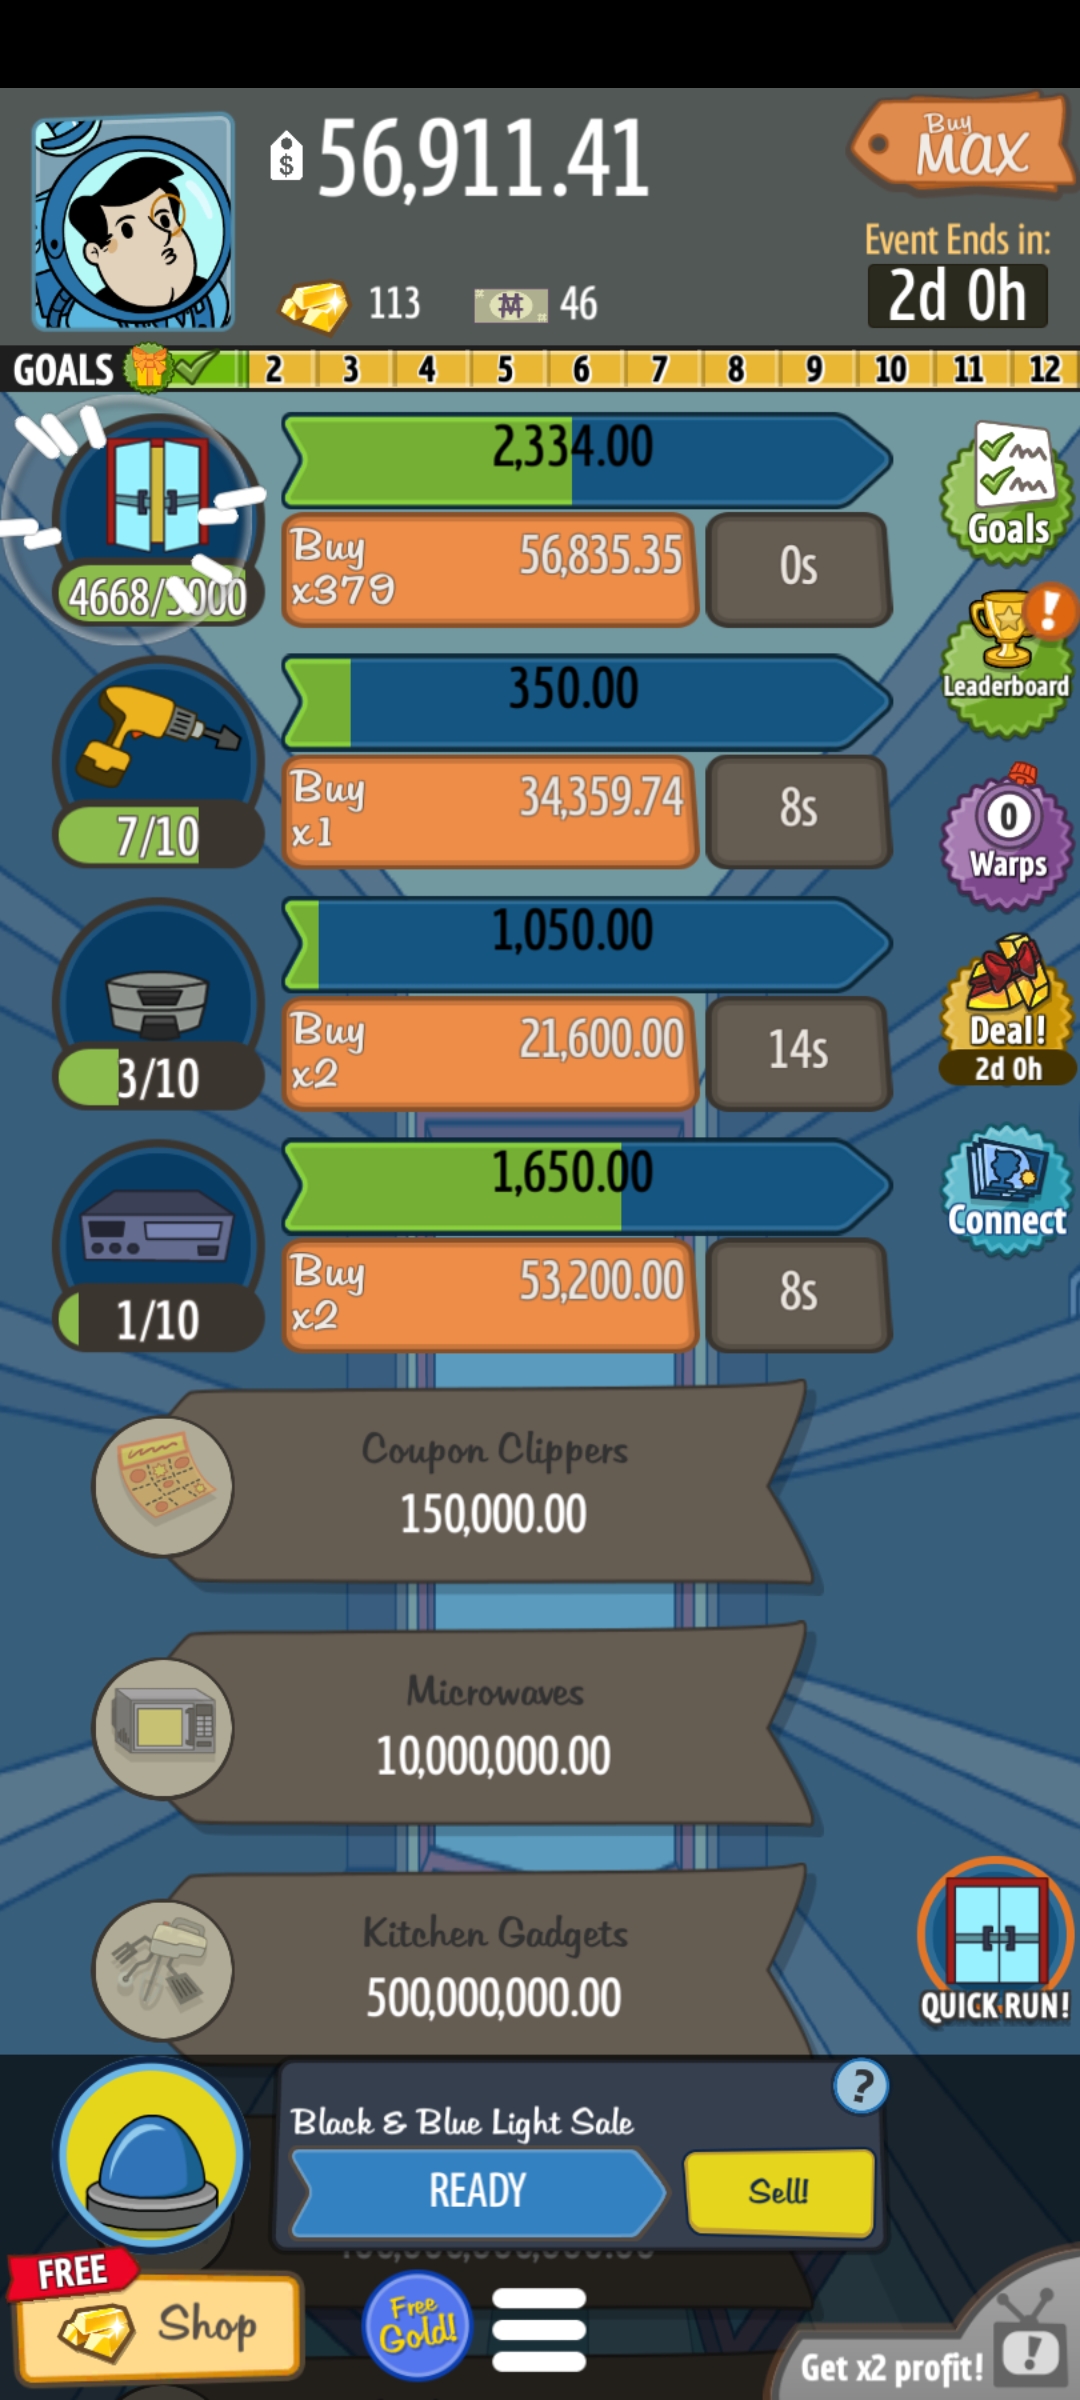 $ 56,911.41
Buy
MAX
Event Ends in:
2d 0h
113
46
GOALS 2 3 4 5 6 7 8 9 10 11 12
2,334.00
Buy 56,835.35
x379
0s
4668/5000
350.00
Buy 34,359.74
x1
8s
7/10
1,050.00
Buy 21,600.00
x2
14s
3/10
1,650.00
Buy 53,200.00
x2
8s
1/10
Goals
!
Leaderboard
0
Warps
Deal!
2d 0h
Connect
Coupon Clippers
150,000.00
Microwaves
10,000,000.00
Kitchen Gadgets
500,000,000.00
QUICK RUN!
?
Black & Blue Light Sale
READY
Sell!
FREE
Shop
Free
Gold!
Get x2 profit!
!